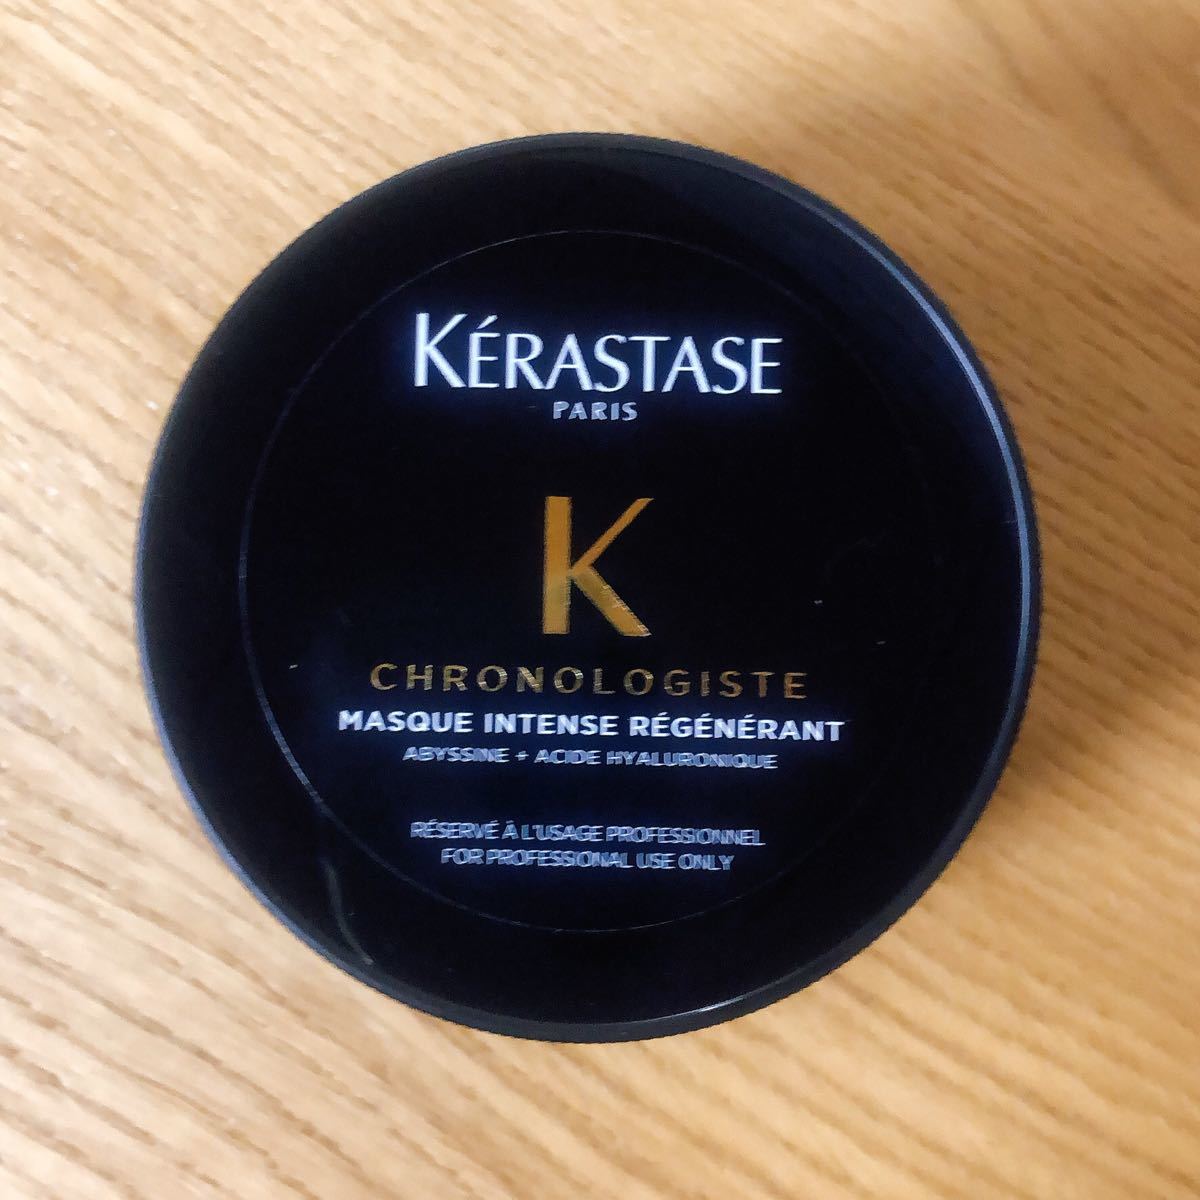 KÉRASTASE
PARIS
K
CHRONOLOGISTE
MASQUE INTENSE RÉGÉNÉRANT
ABYSSINE + ACIDE HYALURONIQUE
RÉSERVÉ À L'USAGE PROFESSIONNEL
FOR PROFESSIONAL USE ONLY